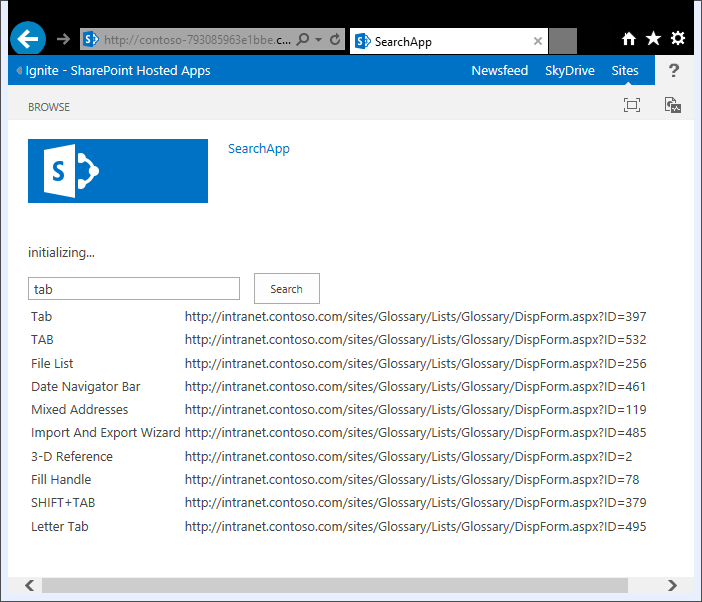 http://contoso-793085963e1bbe.c...
SearchApp
Ignite - SharePoint Hosted Apps
Newsfeed SkyDrive Sites ?
BROWSE
S
SearchApp
initializing...
tab Search
Tab http://intranet.contoso.com/sites/Glossary/Lists/Glossary/DispForm.aspx?ID=397
TAB http://intranet.contoso.com/sites/Glossary/Lists/Glossary/DispForm.aspx?ID=532
File List http://intranet.contoso.com/sites/Glossary/Lists/Glossary/DispForm.aspx?ID=256
Date Navigator Bar http://intranet.contoso.com/sites/Glossary/Lists/Glossary/DispForm.aspx?ID=461
Mixed Addresses http://intranet.contoso.com/sites/Glossary/Lists/Glossary/DispForm.aspx?ID=119
Import And Export Wizard http://intranet.contoso.com/sites/Glossary/Lists/Glossary/DispForm.aspx?ID=485
3-D Reference http://intranet.contoso.com/sites/Glossary/Lists/Glossary/DispForm.aspx?ID=2
Fill Handle http://intranet.contoso.com/sites/Glossary/Lists/Glossary/DispForm.aspx?ID=78
SHIFT+TAB http://intranet.contoso.com/sites/Glossary/Lists/Glossary/DispForm.aspx?ID=379
Letter Tab http://intranet.contoso.com/sites/Glossary/Lists/Glossary/DispForm.aspx?ID=495